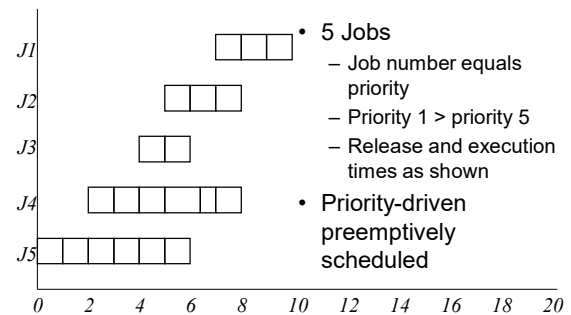 J1
J2
J3
J4
J5
0 2 4 6 8 10 12 14 16 18 20
• 5 Jobs
– Job number equals
priority
– Priority 1 > priority 5
– Release and execution
times as shown
• Priority-driven
preemptively
scheduled